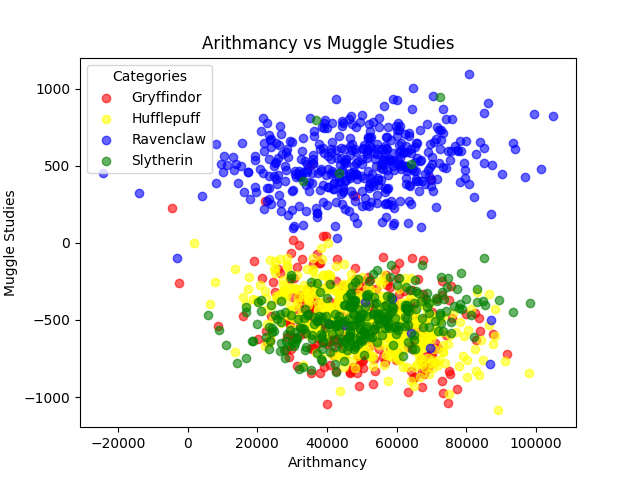 Arithmancy vs Muggle Studies
Categories
Gryffindor
Hufflepuff
Ravenclaw
Slytherin
1000
500
0
−500
−1000
Muggle Studies
−20000 0 20000 40000 60000 80000 100000
Arithmancy